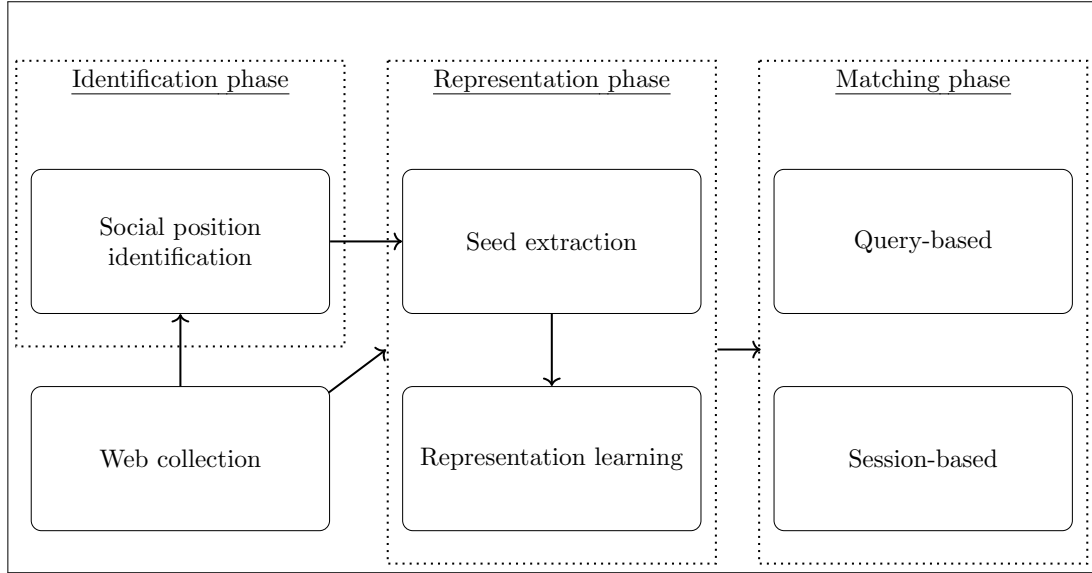 Identification phase
Representation phase
Matching phase
Social position
identification
Seed extraction
Query-based
Web collection
Representation learning
Session-based